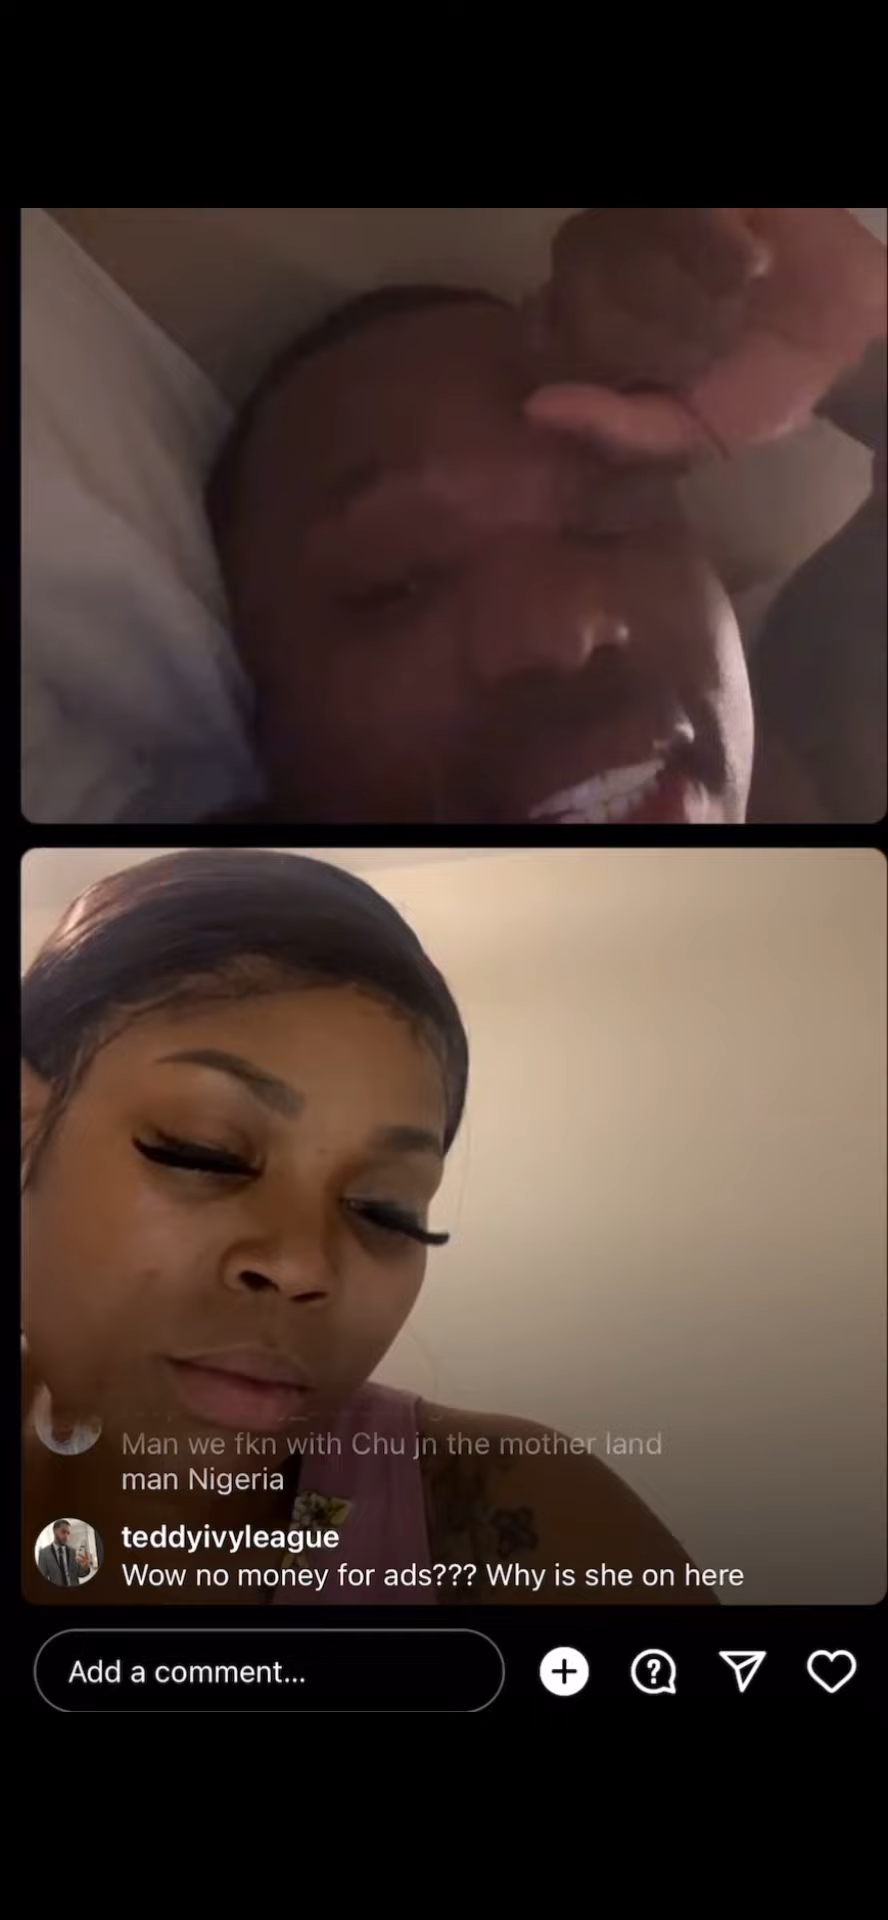 Man we fkn with Chu jn the mother land
man Nigeria
teddyivyleague
Wow no money for ads??? Why is she on here
Add a comment...